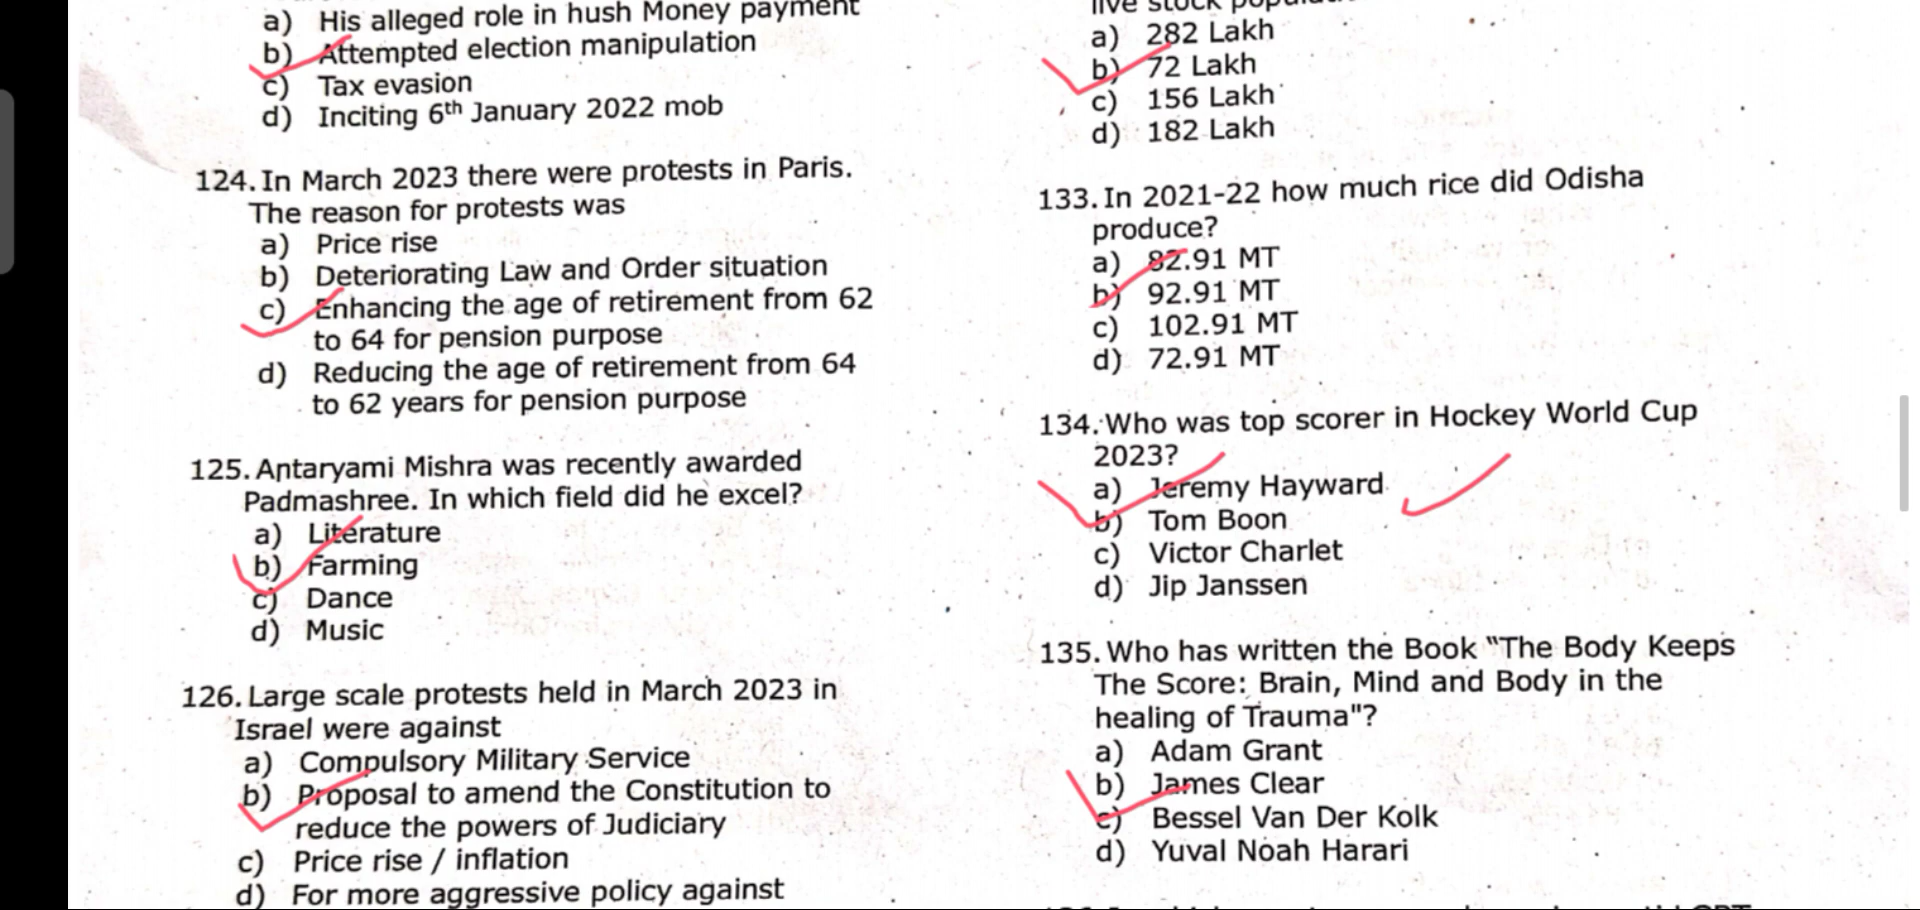 a) His alleged role in hush Money payment
b) Attempted election manipulation
c) Tax evasion
d) Inciting 6th January 2022 mob
124. In March 2023 there were protests in Paris.
The reason for protests was
a) Price rise
b) Deteriorating Law and Order situation
c) Enhancing the age of retirement from 62
to 64 for pension purpose
d) Reducing the age of retirement from 64
to 62 years for pension purpose
125. Antaryami Mishra was recently awarded
Padmashree. In which field did he excel?
a) Literature
b) Farming
c) Dance
d) Music
126. Large scale protests held in March 2023 in
Israel were against
a) Compulsory Military Service
b) Proposal to amend the Constitution to
reduce the powers of Judiciary
c) Price rise / inflation
d) For more aggressive policy against
live stock
a) 282 Lakh
b) 72 Lakh
c) 156 Lakh
d) 182 Lakh
133. In 2021-22 how much rice did Odisha
produce?
a) 82.91 MT
b) 92.91 MT
c) 102.91 MT
d) 72.91 MT
134. Who was top scorer in Hockey World Cup
2023?
a) Jeremy Hayward
b) Tom Boon
c) Victor Charlet
d) Jip Janssen
135. Who has written the Book "The Body Keeps
The Score: Brain, Mind and Body in the
healing of Trauma"?
a) Adam Grant
b) James Clear
c) Bessel Van Der Kolk
d) Yuval Noah Harari